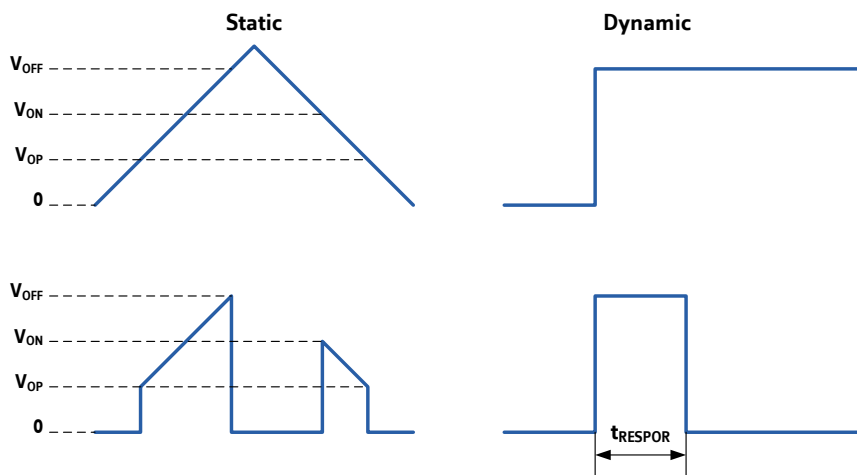 Static
Dynamic
VOFF
VON
VOP
0
VOFF
VON
VOP
0
tRESPOR